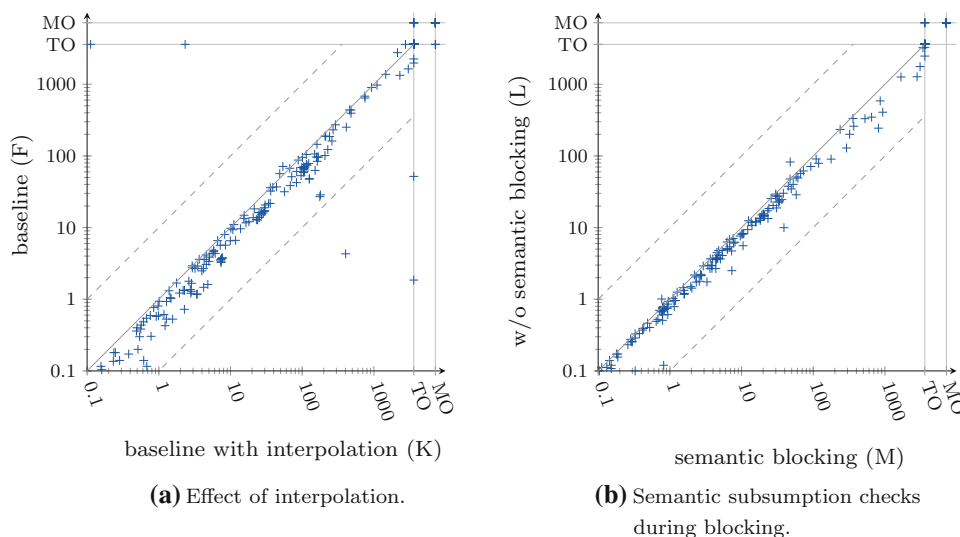 MO
TO
1000
100
10
1
0.1
baseline (F)
0.1
1
10
100
1000
TO
MO
baseline with interpolation (K)
(a) Effect of interpolation.
MO
TO
1000
100
10
1
0.1
w/o semantic blocking (L)
0.1
1
10
100
1000
TO
MO
semantic blocking (M)
(b) Semantic subsumption checks
during blocking.